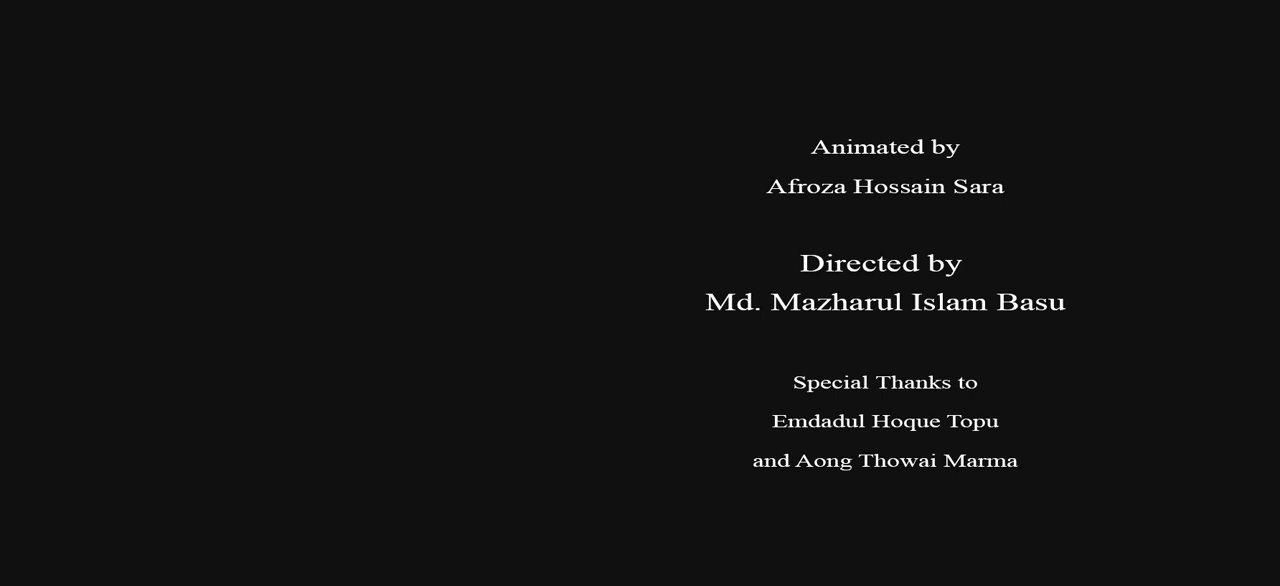 Animated by
Afroza Hossain Sara
Directed by
Md. Mazharul Islam Basu
Special Thanks to
Emdadul Hoque Topu
and Aong Thowai Marma